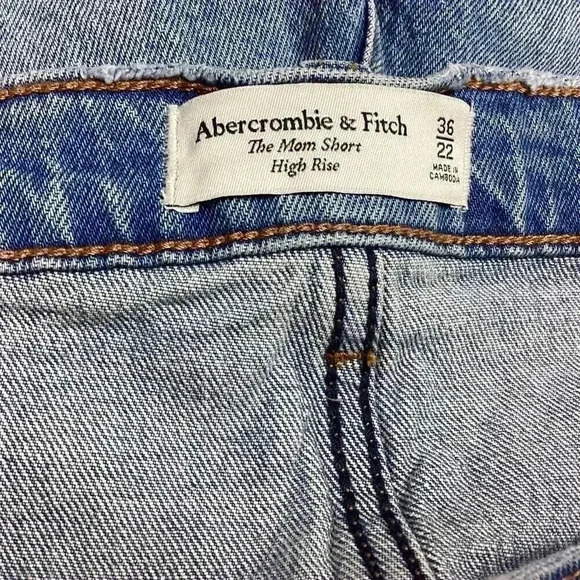 Abercrombie & Fitch
The Mom Short
High Rise
36
22
MADE IN
CAMBODIA